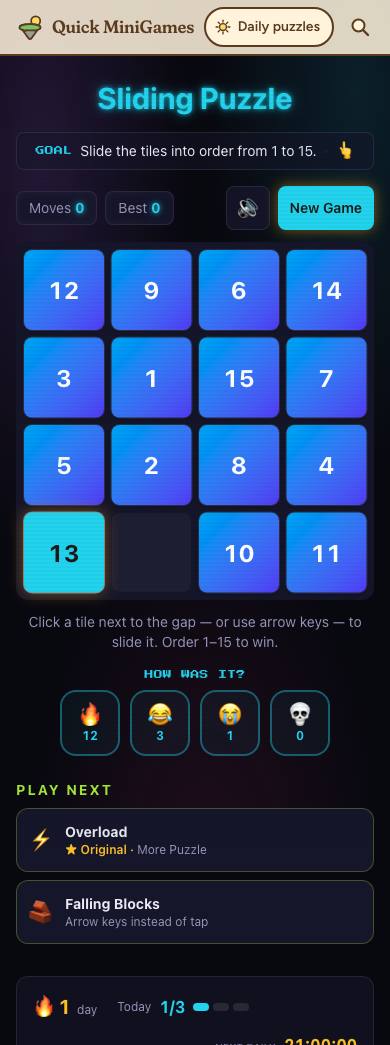 Quick MiniGames
Daily puzzles
Sliding Puzzle
GOAL Slide the tiles into order from 1 to 15.
Moves 0 Best 0 New Game
12 9 6 14
3 1 15 7
5 2 8 4
13 10 11
Click a tile next to the gap — or use arrow keys — to
slide it. Order 1–15 to win.
HOW WAS IT?
12 3 1 0
PLAY NEXT
Overload
Original · More Puzzle
Falling Blocks
Arrow keys instead of tap
1 day Today 1/3